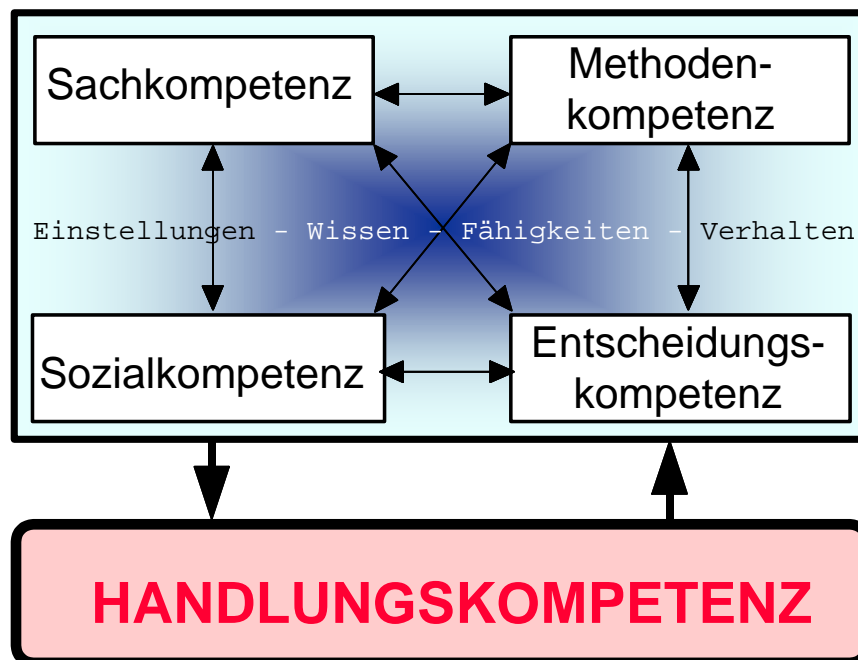 Sachkompetenz
Methoden-
kompetenz
Einstellungen - Wissen - Fähigkeiten - Verhalten
Sozialkompetenz
Entscheidungs-
kompetenz
HANDLUNGSKOMPETENZ